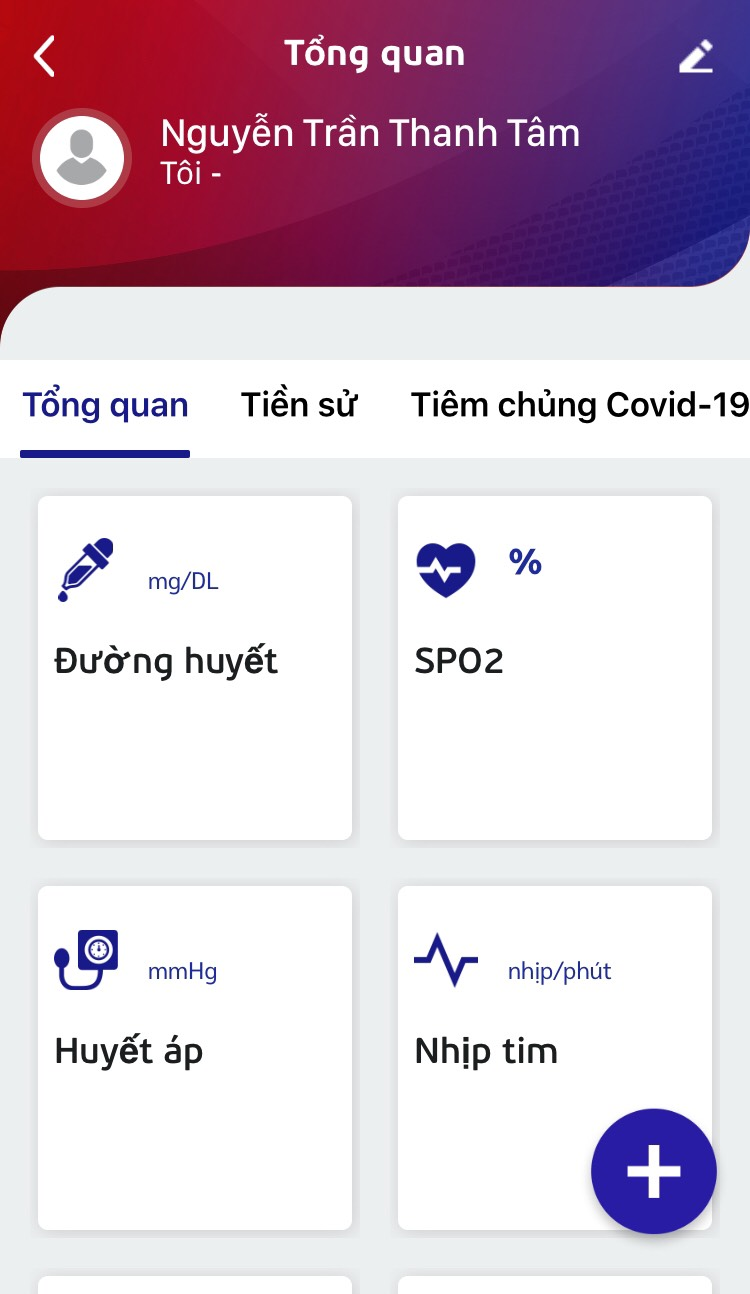 Tổng quan
Nguyễn Trần Thanh Tâm
Tôi -
Tổng quan Tiền sử Tiêm chủng Covid-19
mg/DL
Đường huyết
%
SPO2
mmHg
Huyết áp
nhịp/phút
Nhịp tim